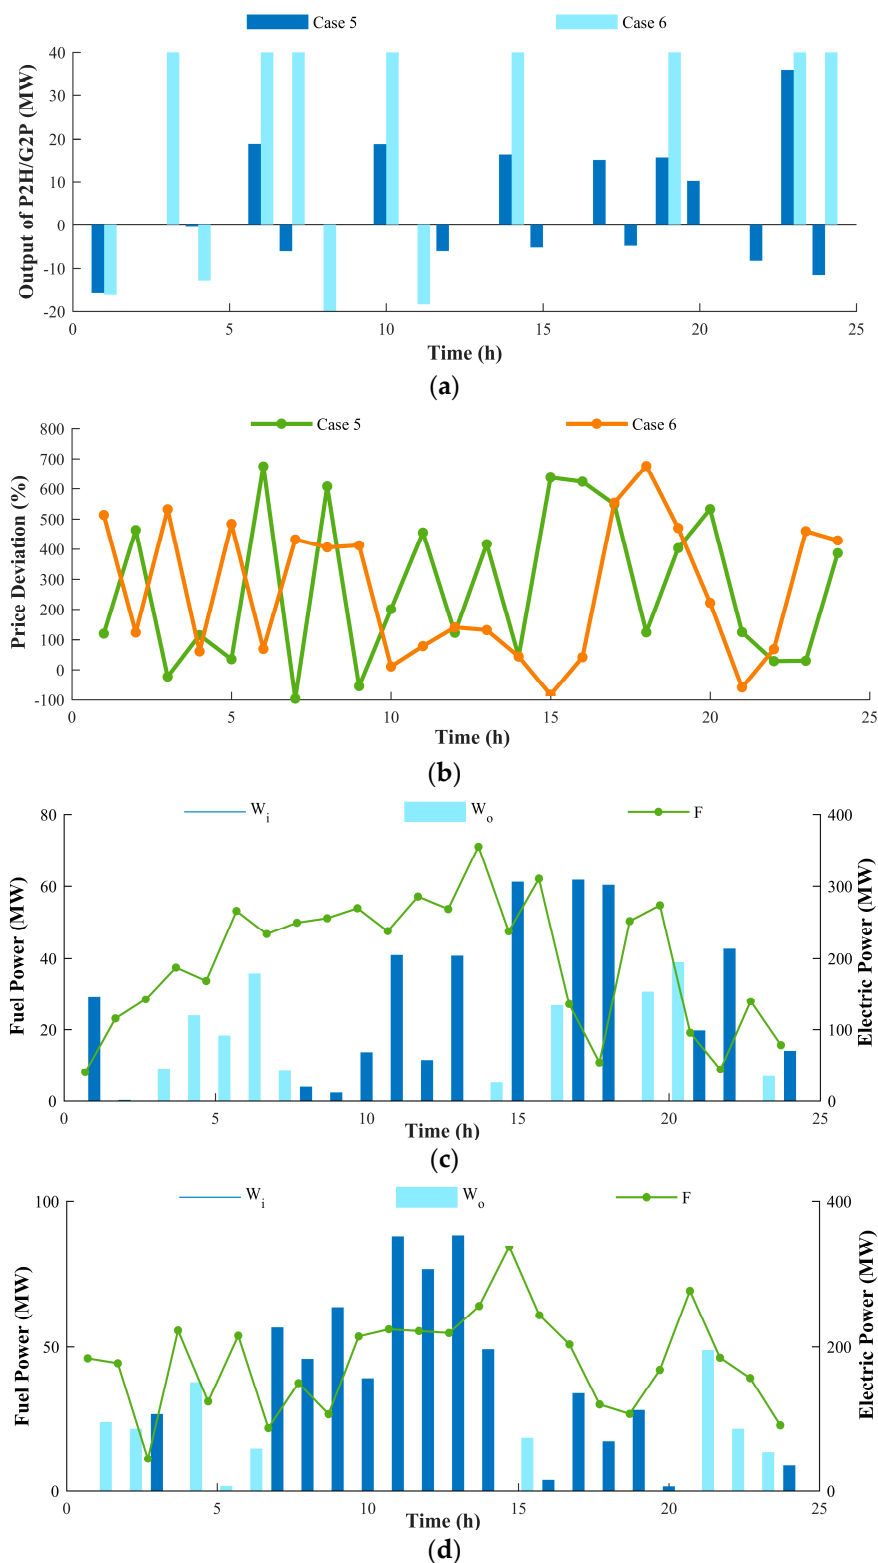 Case 5 Case 6
40
30
20
10
0
-10
-20
Output of P2H/G2P (MW)
0 5 10 15 20 25
Time (h)
(a)
Case 5 Case 6
800
700
600
500
400
300
200
100
0
-100
Price Deviation (%)
0 5 10 15 20 25
Time (h)
(b)
W_i W_o F
80
60
40
20
0
Fuel Power (MW)
400
300
200
100
0
Electric Power (MW)
0 5 10 15 20 25
Time (h)
(c)
W_i W_o F
100
50
0
Fuel Power (MW)
400
200
0
Electric Power (MW)
0 5 10 15 20 25
Time (h)
(d)